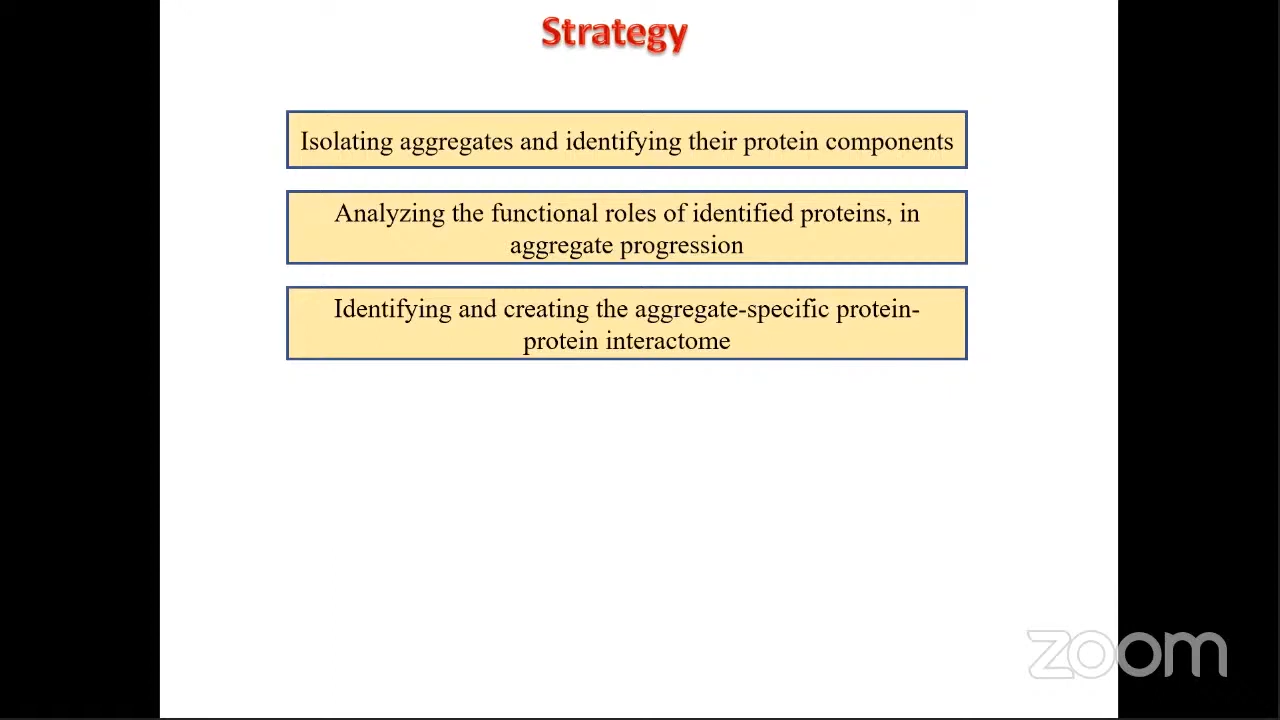 Strategy
Isolating aggregates and identifying their protein components
Analyzing the functional roles of identified proteins, in
aggregate progression
Identifying and creating the aggregate-specific protein-
protein interactome
zoom